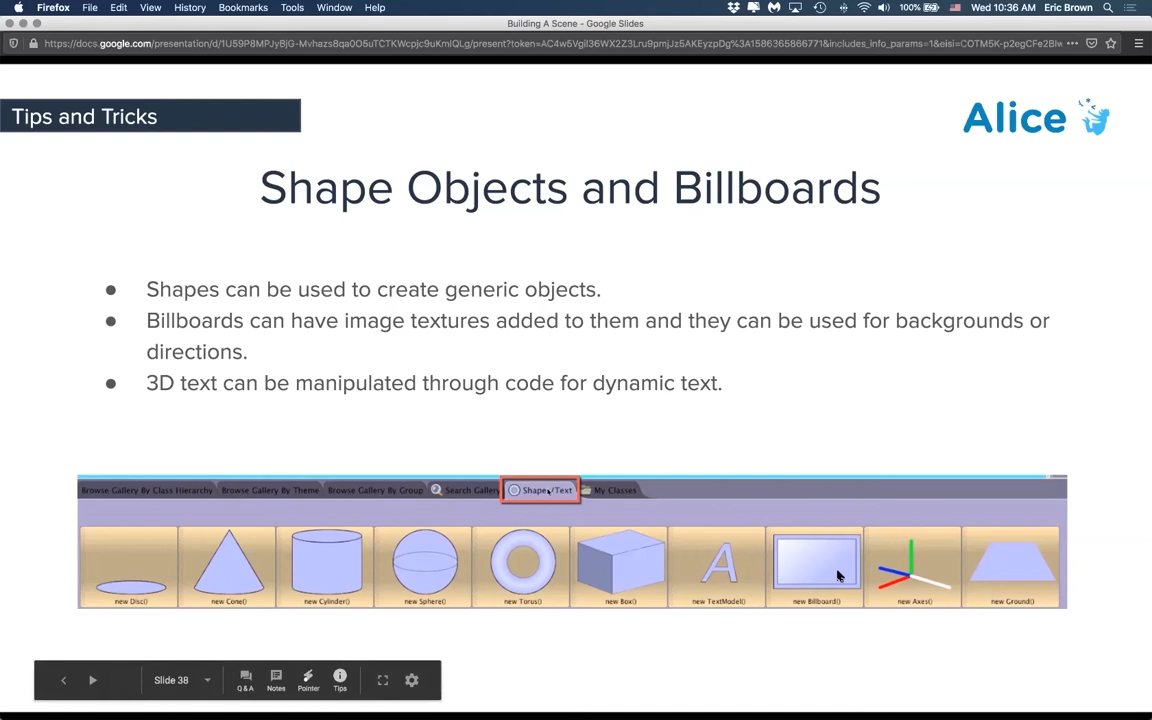 Firefox File Edit View History Bookmarks Tools Window Help 100% Wed 10:36 AM Eric Brown
Building A Scene - Google Slides
Tips and Tricks
Alice
Shape Objects and Billboards
● Shapes can be used to create generic objects.
● Billboards can have image textures added to them and they can be used for backgrounds or
directions.
● 3D text can be manipulated through code for dynamic text.
Browse Gallery By Class Hierarchy Browse Gallery By Theme Browse Gallery By Group Search Gallery Shapes/Text My Classes
A
new Disc() new Cone() new Cylinder() new Sphere() new Torus() new Box() new TextModel() new Billboard() new Axes() new Ground()
Slide 38 Q & A Notes Pointer Tips